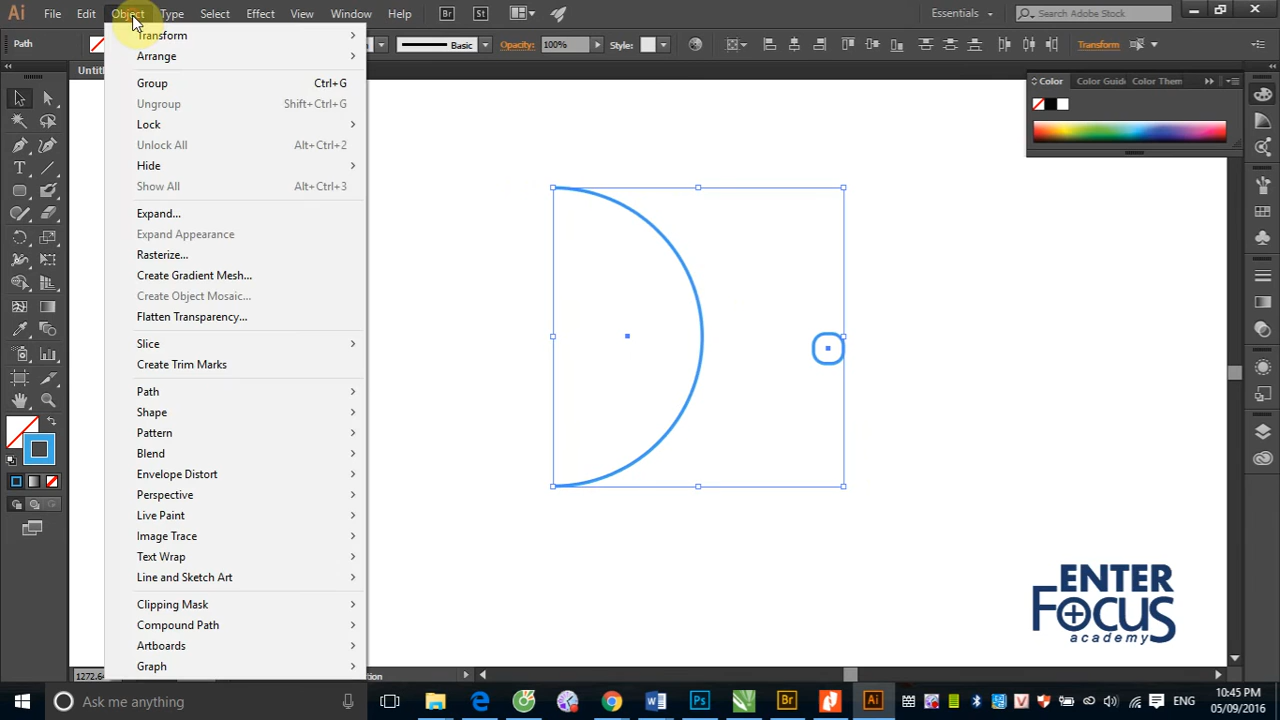 Ai File Edit Object Type Select Effect View Window Help Br St Essentials Search Adobe Stock
Path Basic Opacity: 100% Style: Transform
Color Color Guid Color Them
Transform
Arrange
Group Ctrl+G
Ungroup Shift+Ctrl+G
Lock
Unlock All Alt+Ctrl+2
Hide
Show All Alt+Ctrl+3
Expand...
Expand Appearance
Rasterize...
Create Gradient Mesh...
Create Object Mosaic...
Flatten Transparency...
Slice
Create Trim Marks
Path
Shape
Pattern
Blend
Envelope Distort
Perspective
Live Paint
Image Trace
Text Wrap
Line and Sketch Art
Clipping Mask
Compound Path
Artboards
Graph
ENTER
FOCUS
academy
Ask me anything
Ps Br Ai ENG
10:45 PM
05/09/2016